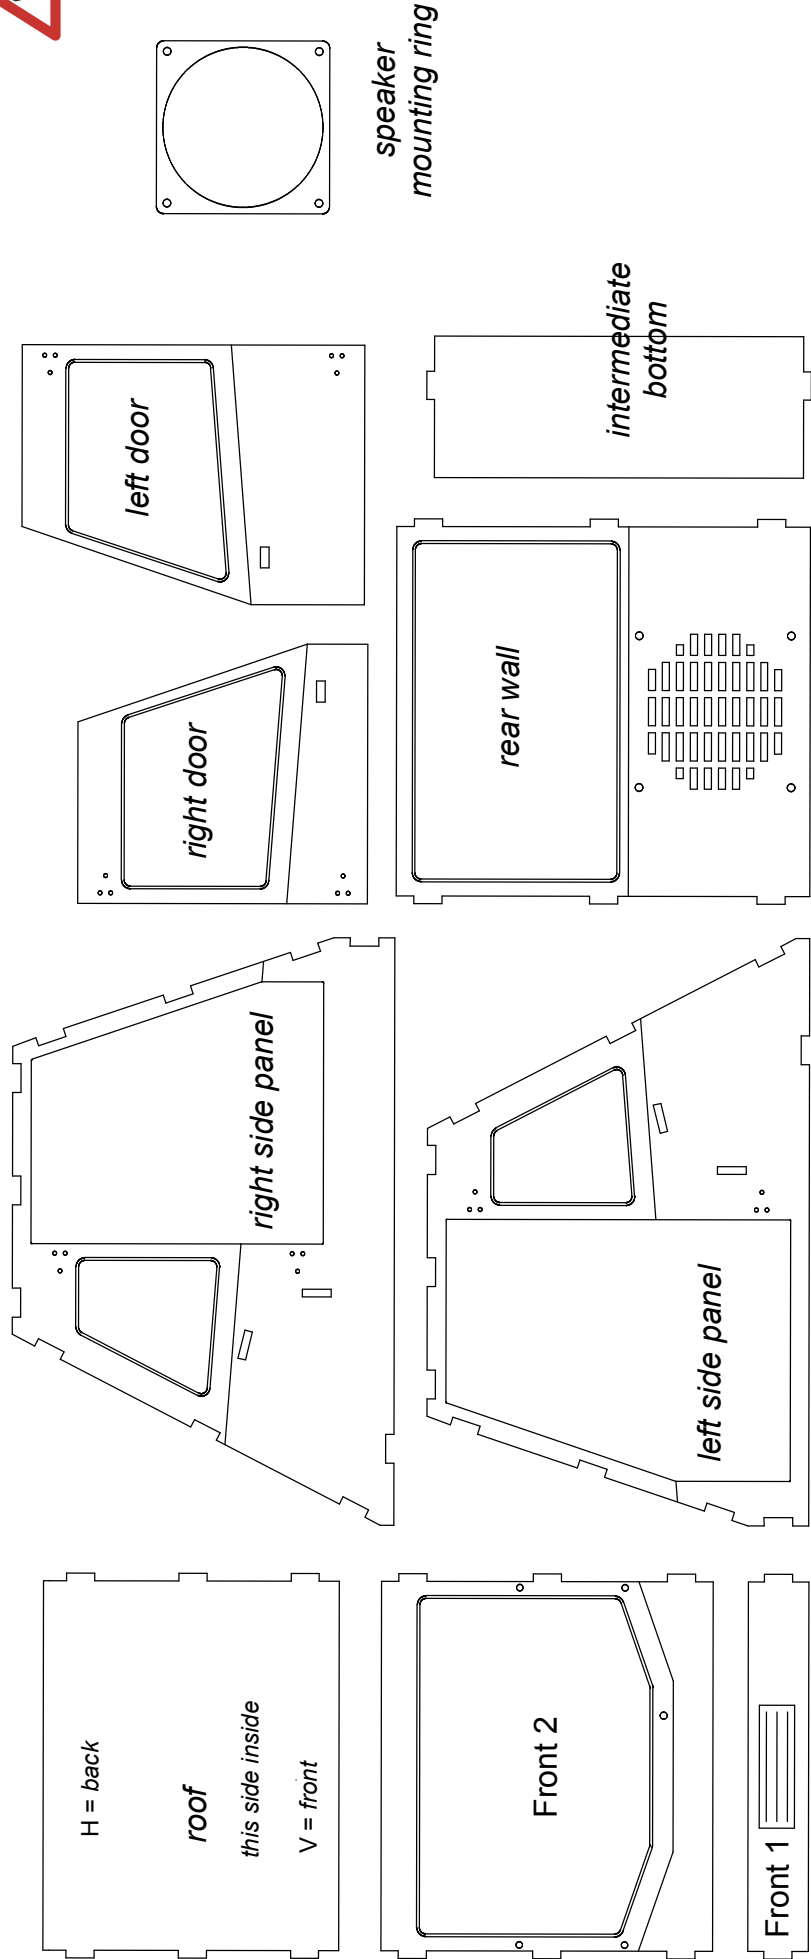 speaker
mounting ring
left door
intermediate
bottom
right door
rear wall
right side panel
left side panel
H = back
roof
this side inside
V = front
Front 2
Front 1